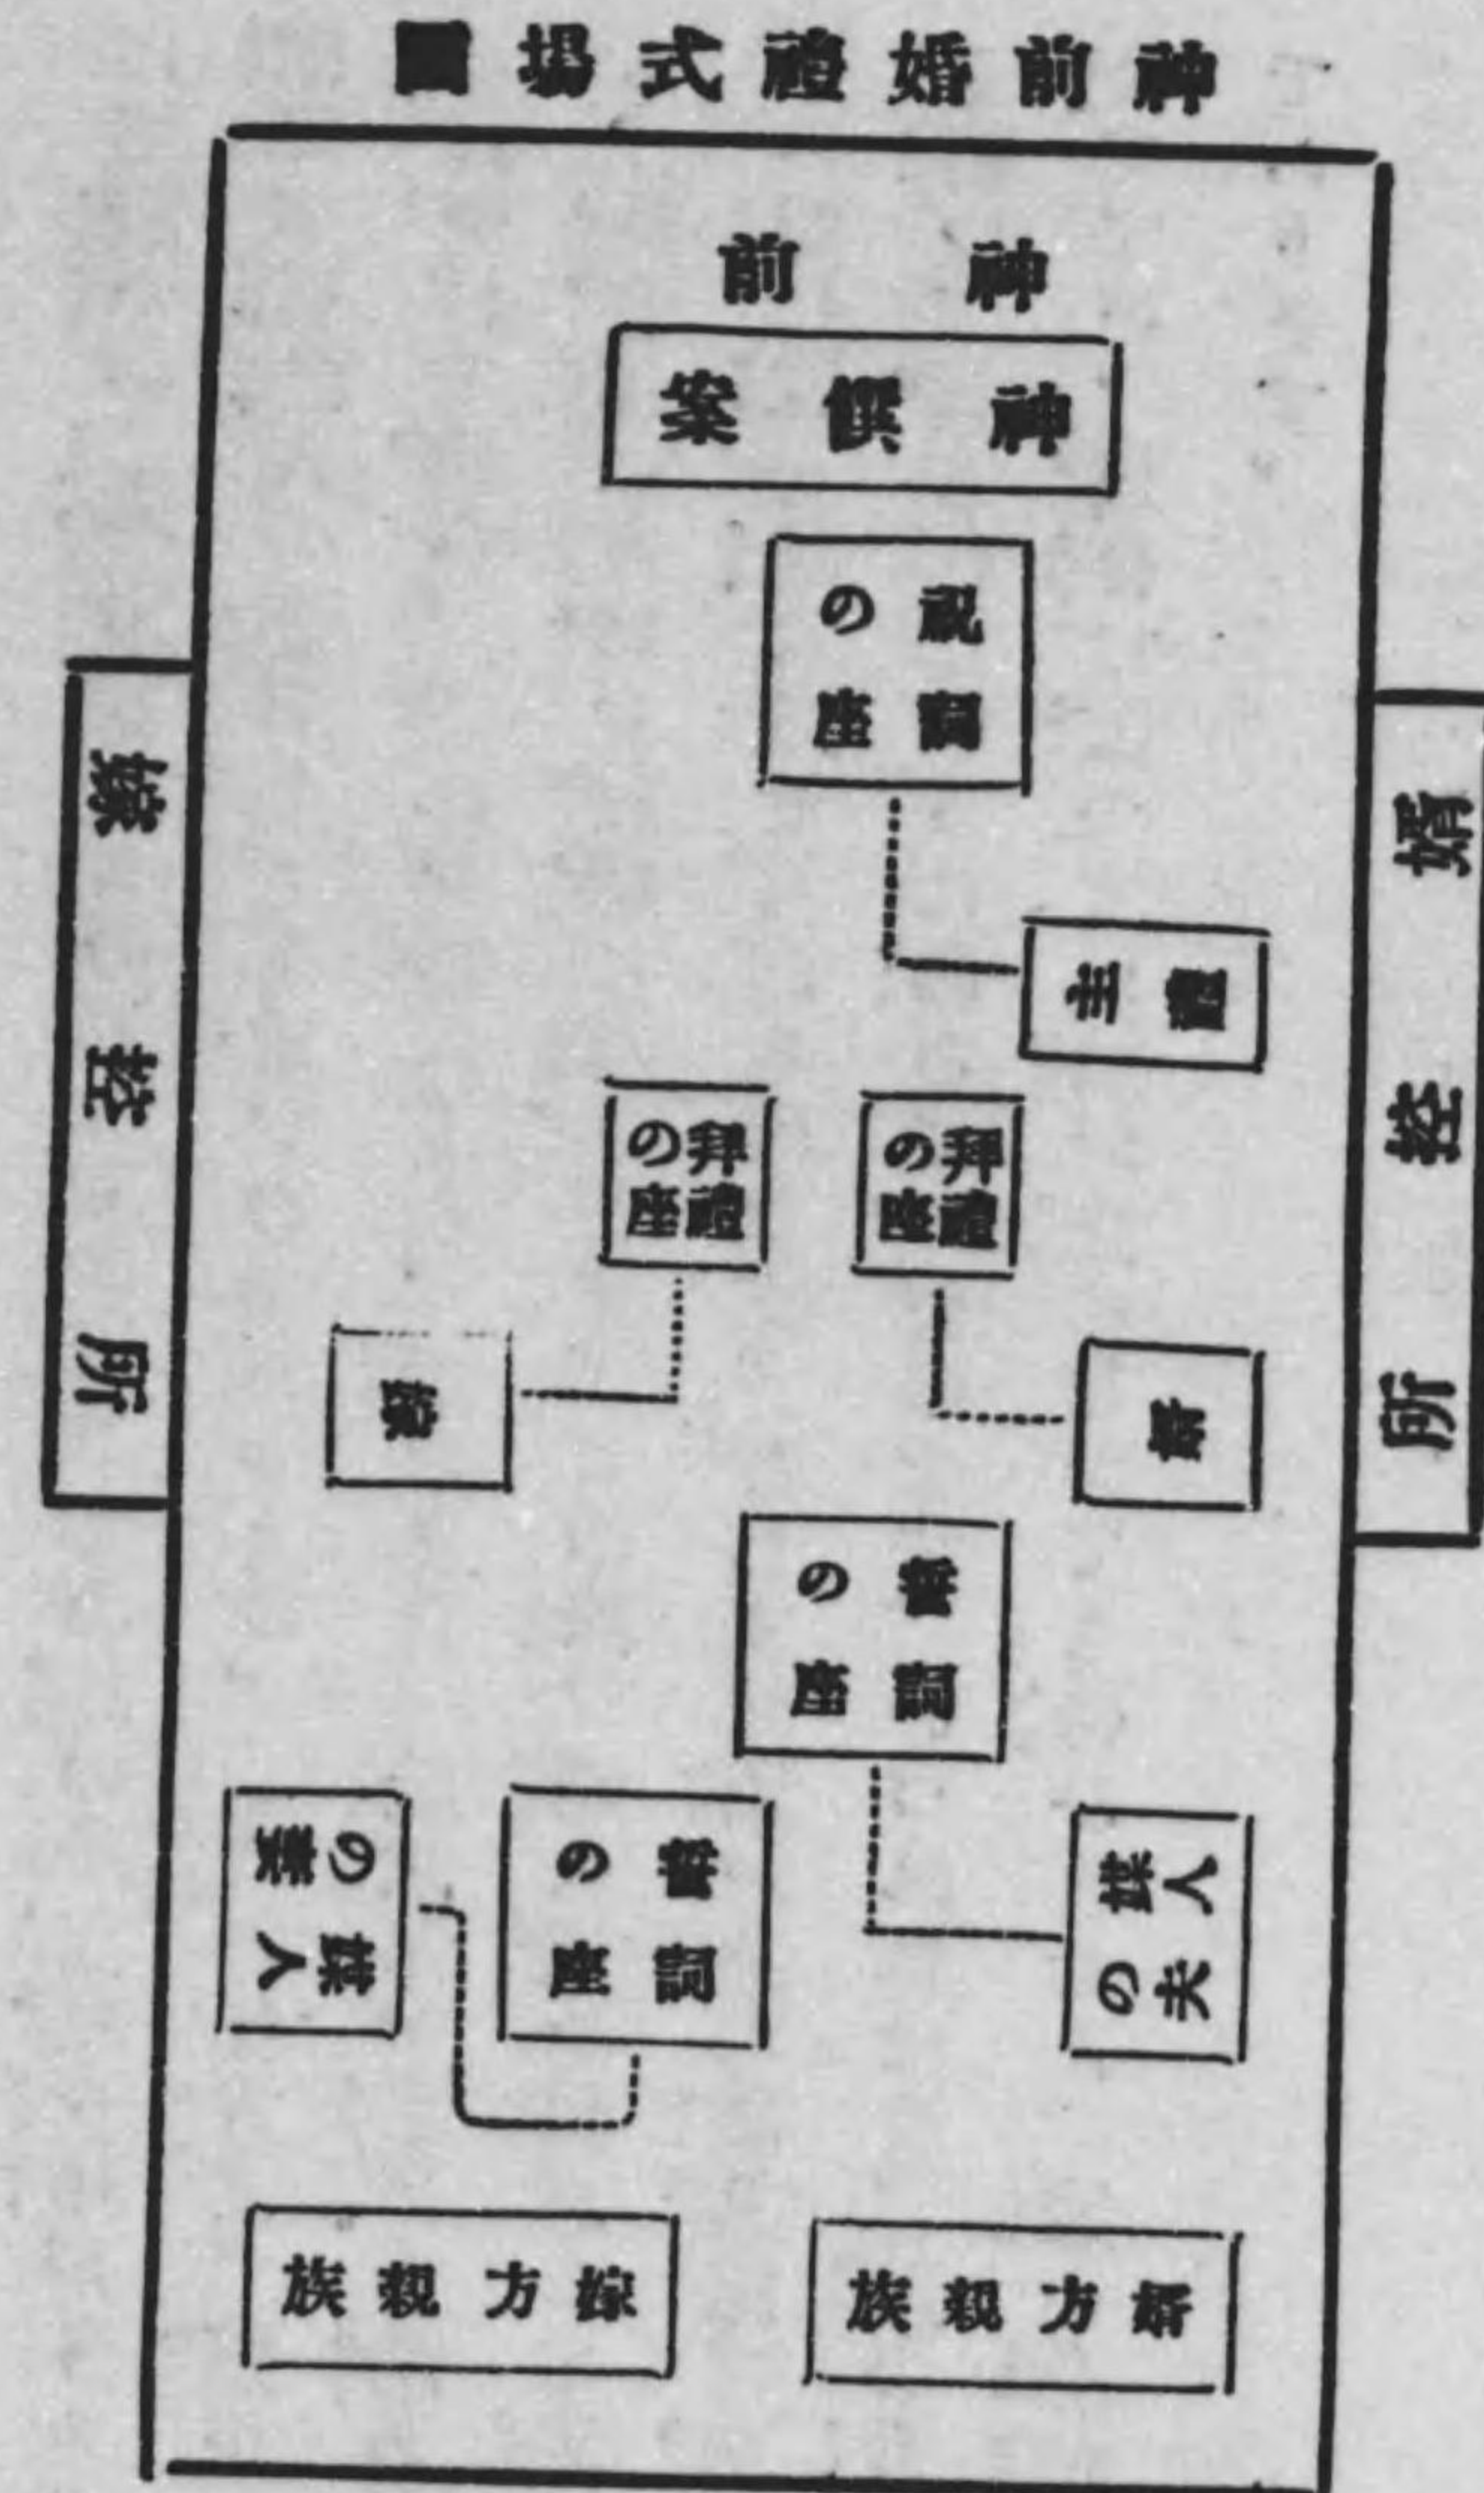 神前婚禮式場圖
神前
神饌案
祝詞
の座
齋主
拜禮
の座
拜禮
の座
婿
嫁
誓詞
の座
媒人
夫の
誓詞
の座
媒人
の妻
婿方親族
嫁方親族
婿控所
嫁控所